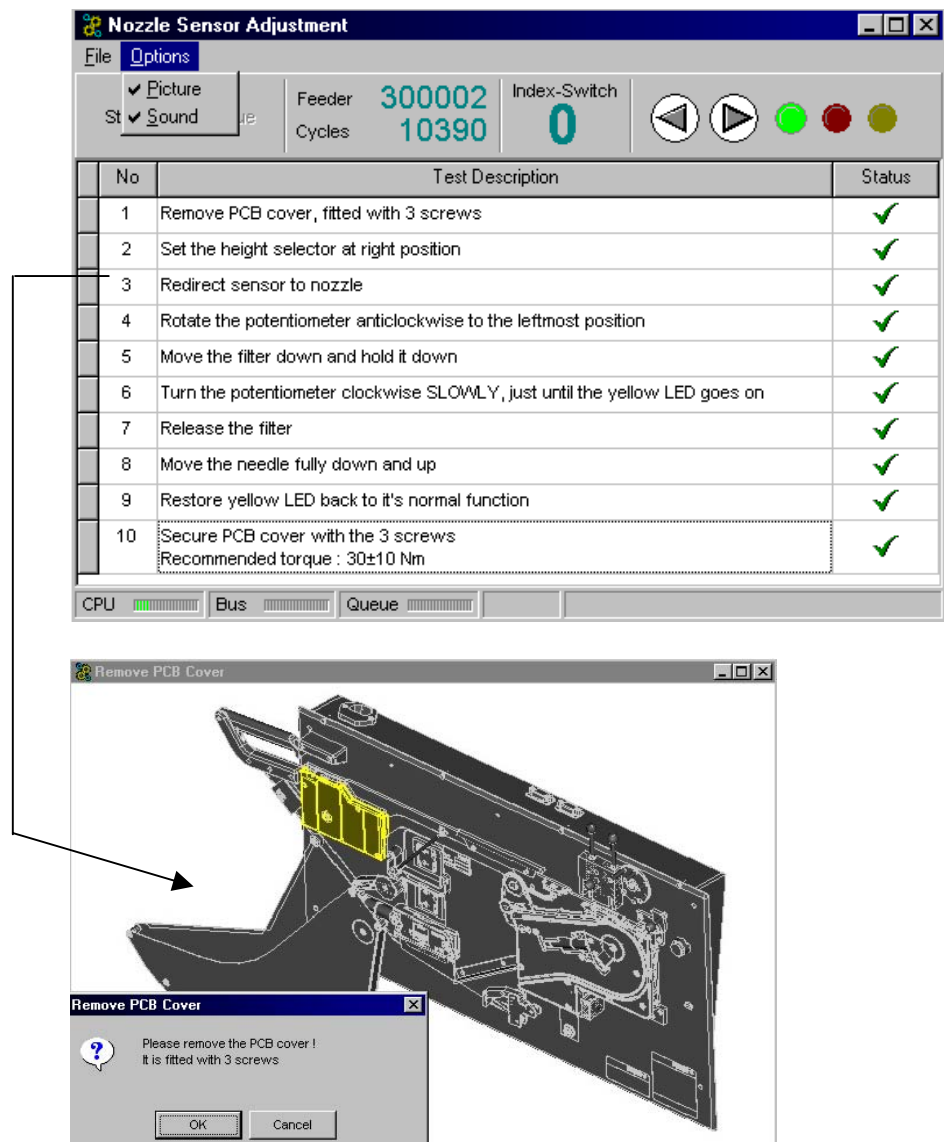 Nozzle Sensor Adjustment
File Options
Picture
Sound
St
ue
Feeder 300002
Cycles 10390
Index-Switch
0
No Test Description Status
1 Remove PCB cover, fitted with 3 screws
2 Set the height selector at right position
3 Redirect sensor to nozzle
4 Rotate the potentiometer anticlockwise to the leftmost position
5 Move the filter down and hold it down
6 Turn the potentiometer clockwise SLOWLY, just until the yellow LED goes on
7 Release the filter
8 Move the needle fully down and up
9 Restore yellow LED back to it's normal function
10 Secure PCB cover with the 3 screws
Recommended torque : 30±10 Nm
CPU Bus Queue
Remove PCB Cover
Remove PCB Cover
Please remove the PCB cover !
It is fitted with 3 screws
OK Cancel